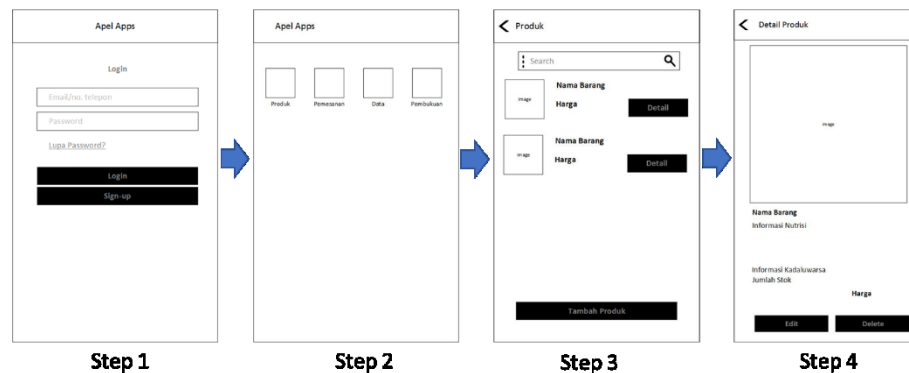 Apel Apps
Login
Email/no. telepon
Password
Lupa Password?
Login
Sign-up
Step 1
Apel Apps
Produk
Pemesanan
Data
Pembukuan
Step 2
Produk
Search
Image
Nama Barang
Harga
Detail
Image
Nama Barang
Harga
Detail
Tambah Produk
Step 3
Detail Produk
Image
Nama Barang
Informasi Nutrisi
Informasi Kadaluwarsa
Jumlah Stok
Harga
Edit
Delete
Step 4